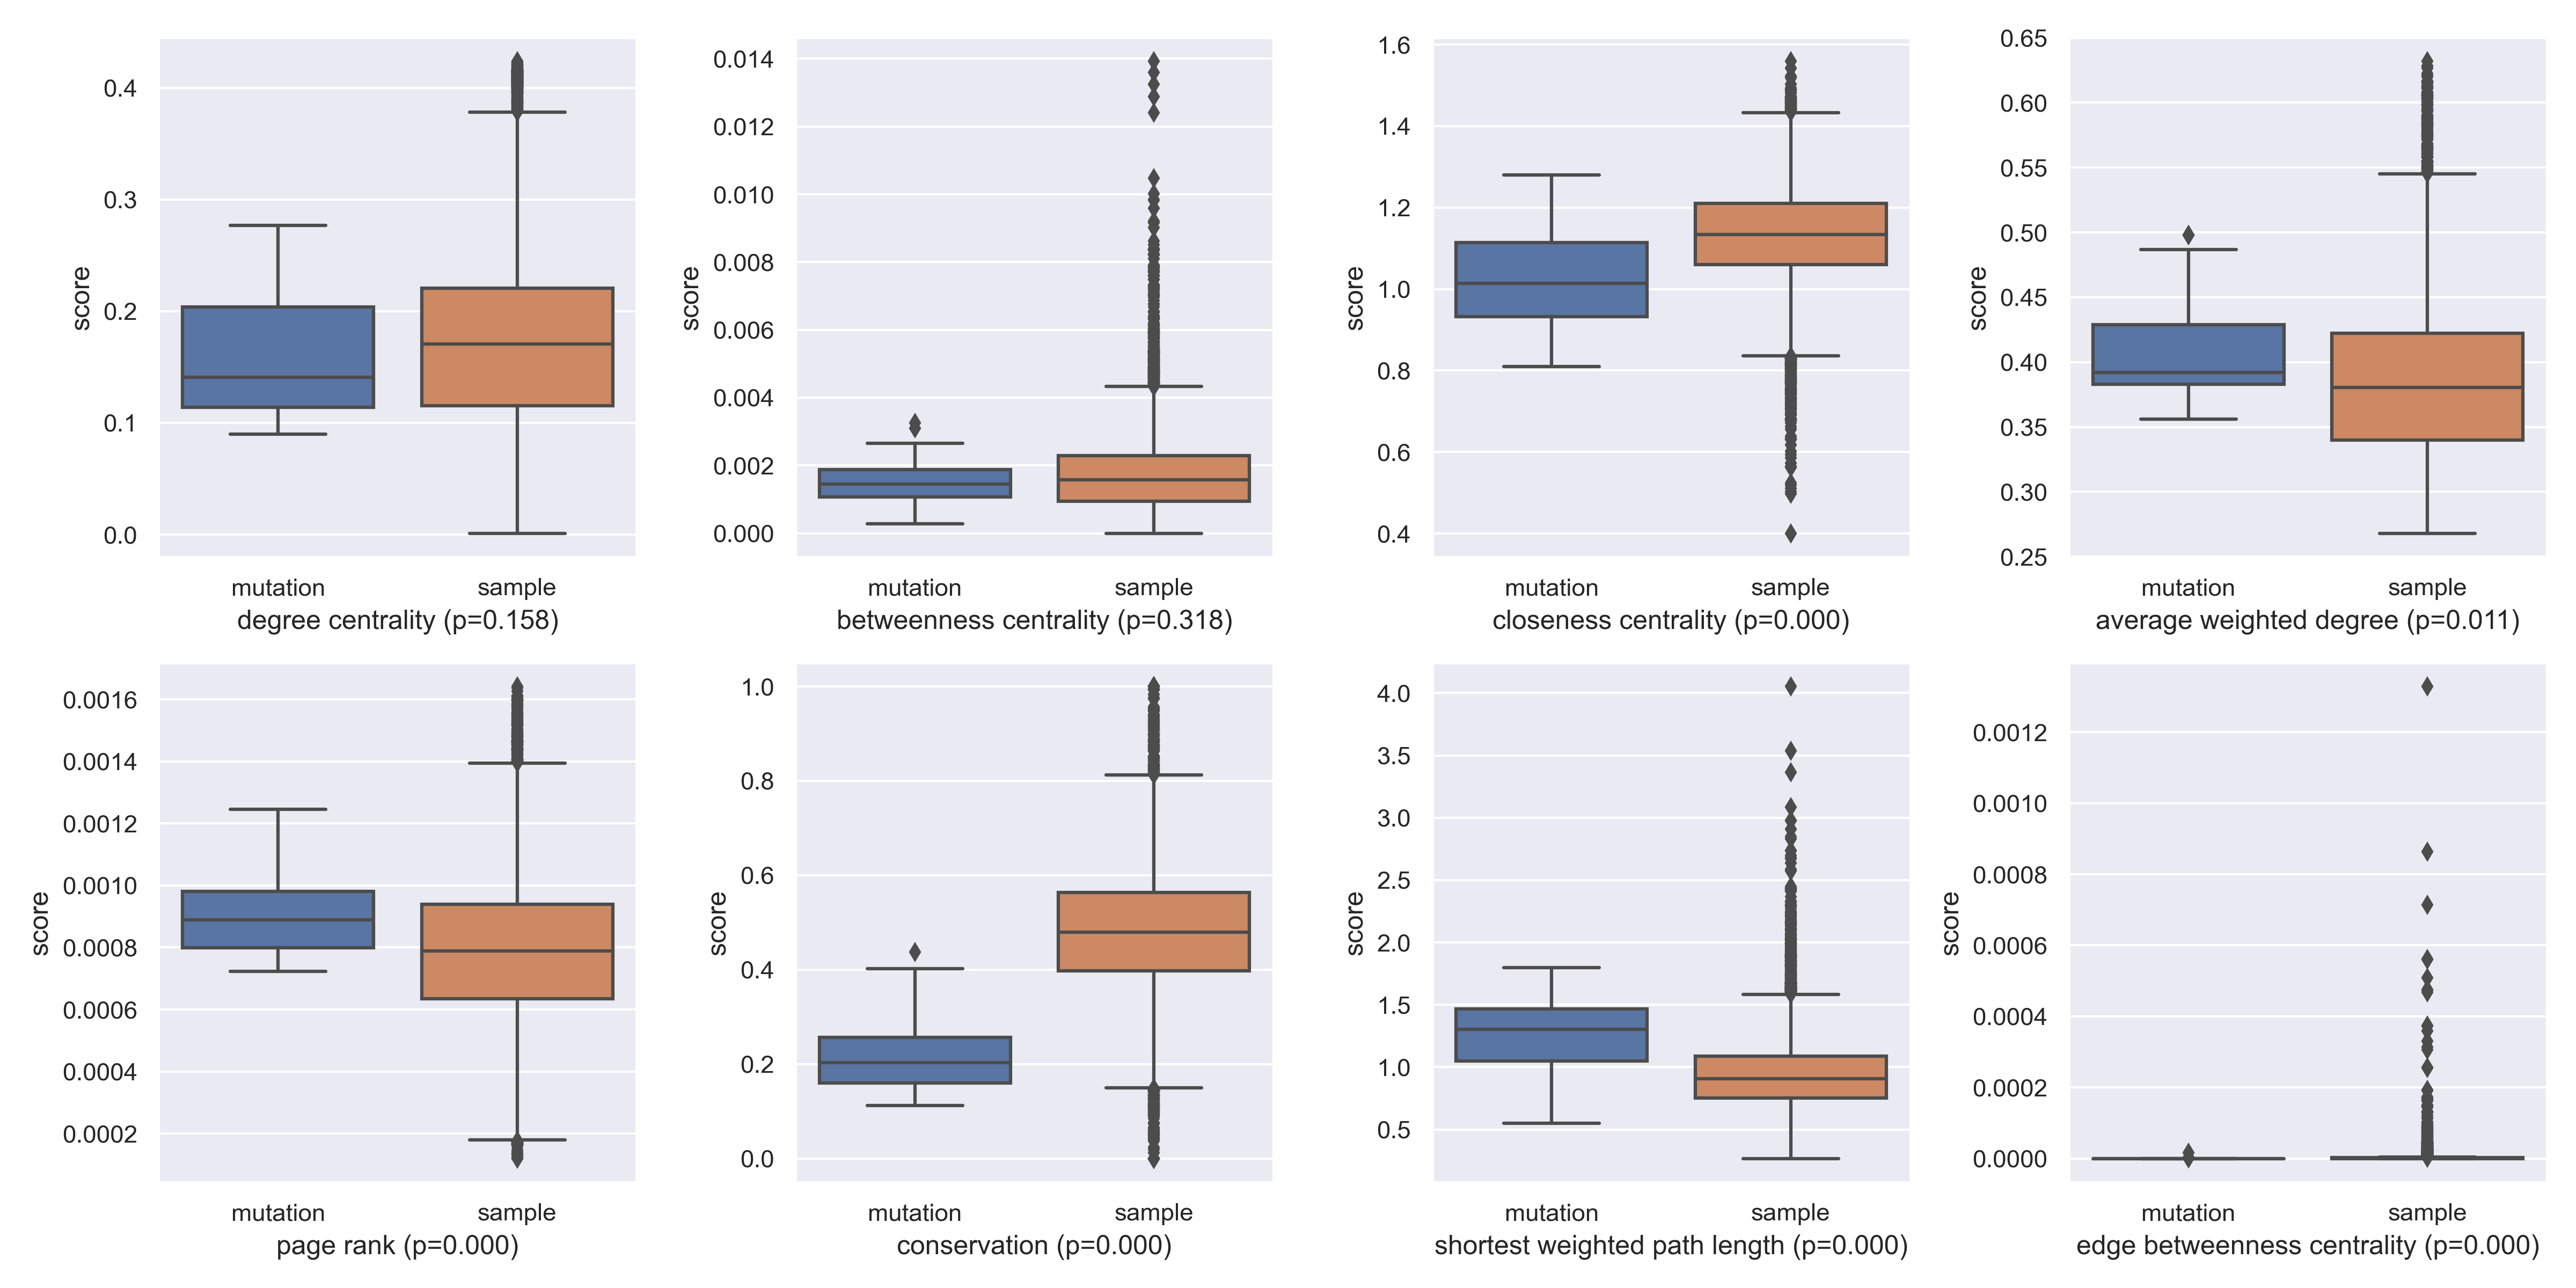 0.4
0.3
0.2
0.1
0.0
score
mutation
sample
degree centrality (p=0.158)
0.014
0.012
0.010
0.008
0.006
0.004
0.002
0.000
score
mutation
sample
betweenness centrality (p=0.318)
1.6
1.4
1.2
1.0
0.8
0.6
0.4
score
mutation
sample
closeness centrality (p=0.000)
0.65
0.60
0.55
0.50
0.45
0.40
0.35
0.30
0.25
score
mutation
sample
average weighted degree (p=0.011)
0.0016
0.0014
0.0012
0.0010
0.0008
0.0006
0.0004
0.0002
score
mutation
sample
page rank (p=0.000)
1.0
0.8
0.6
0.4
0.2
0.0
score
mutation
sample
conservation (p=0.000)
4.0
3.5
3.0
2.5
2.0
1.5
1.0
0.5
score
mutation
sample
shortest weighted path length (p=0.000)
0.0012
0.0010
0.0008
0.0006
0.0004
0.0002
0.0000
score
mutation
sample
edge betweenness centrality (p=0.000)